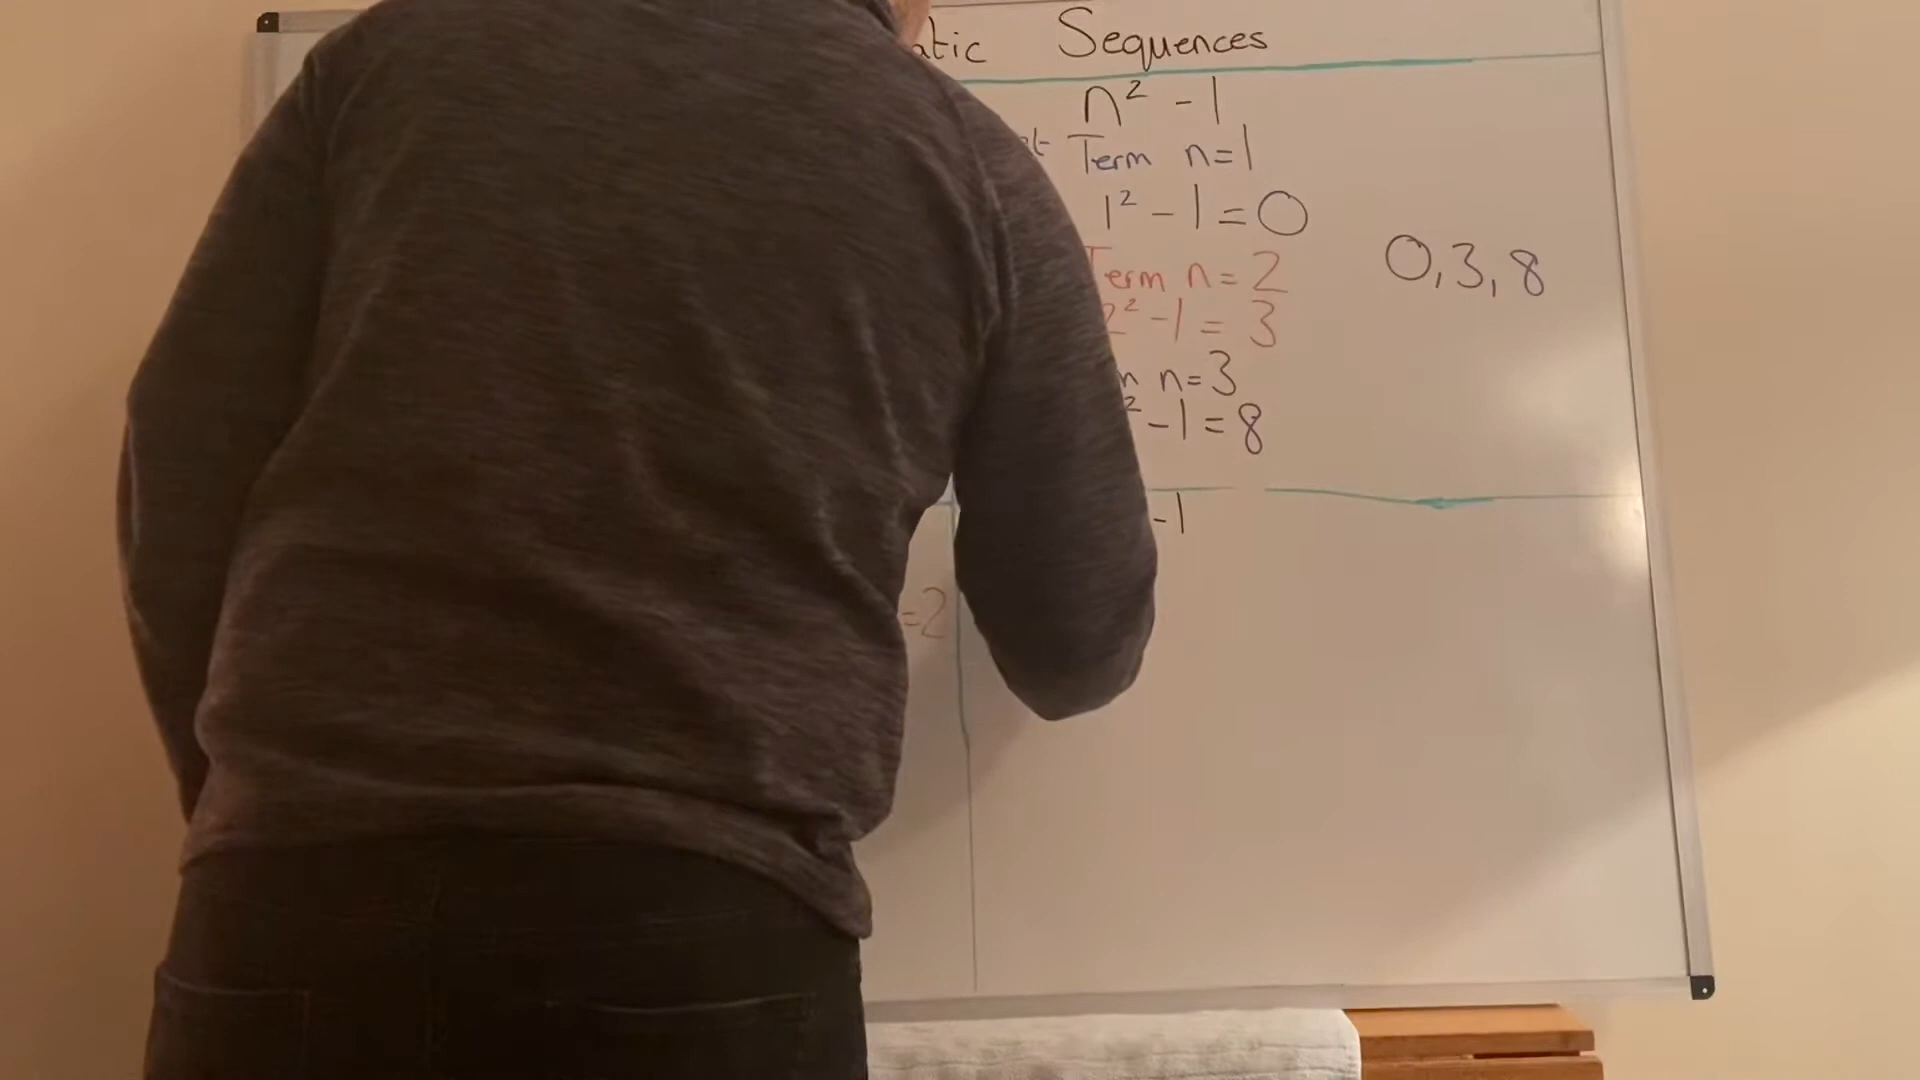 Sequences
n² - 1
Term n=1
1² - 1 = 0
Term n = 2
2² - 1 = 3
0, 3, 8
n = 3
² - 1 = 8
- 1
= 2